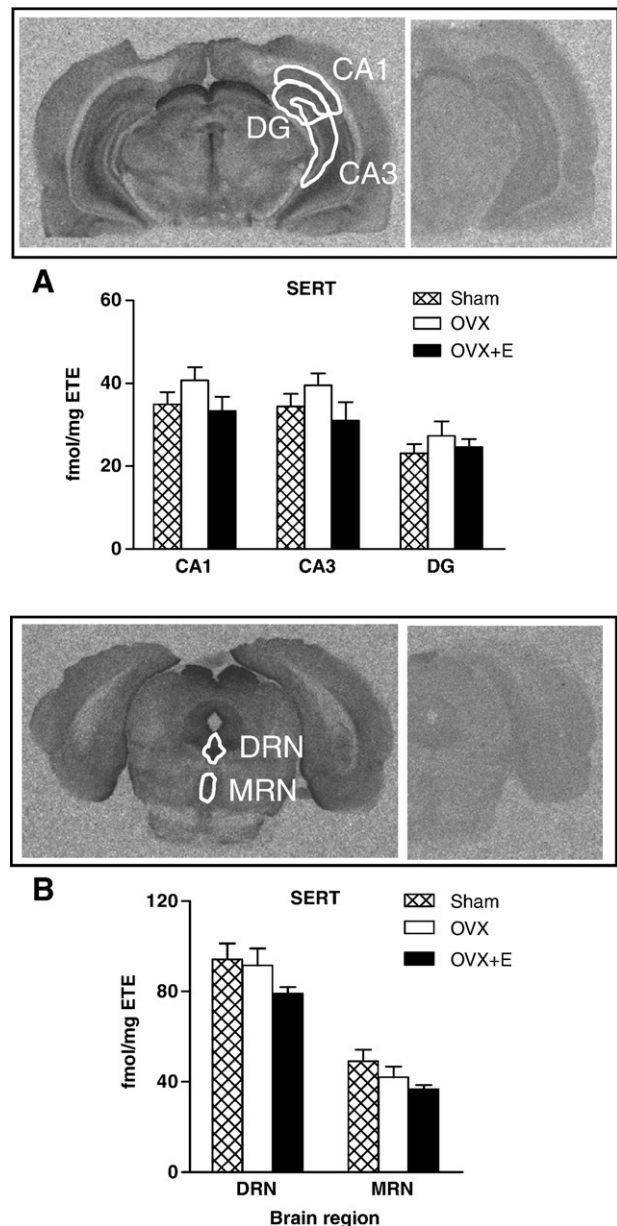 CA1
DG
CA3
A
SERT
Sham
OVX
OVX+E
60
40
20
0
fmol/mg ETE
CA1 CA3 DG
DRN
MRN
B
SERT
Sham
OVX
OVX+E
120
80
40
0
fmol/mg ETE
DRN MRN
Brain region